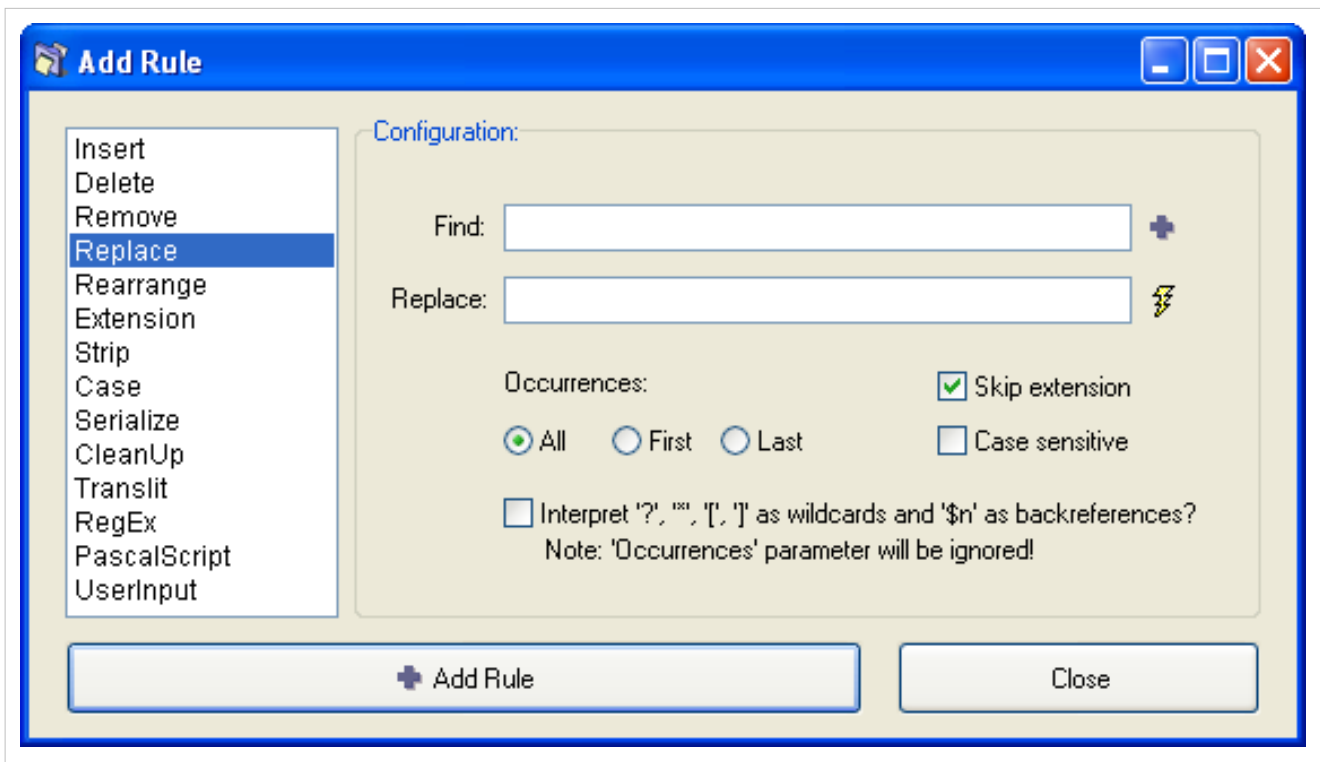 Add Rule
Insert
Delete
Remove
Replace
Rearrange
Extension
Strip
Case
Serialize
CleanUp
Translit
RegEx
PascalScript
UserInput
Configuration:
Find:
Replace:
Occurrences:
Skip extension
All First Last
Case sensitive
Interpret '?', '*', '[', ']' as wildcards and '$n' as backreferences?
Note: 'Occurrences' parameter will be ignored!
Add Rule
Close